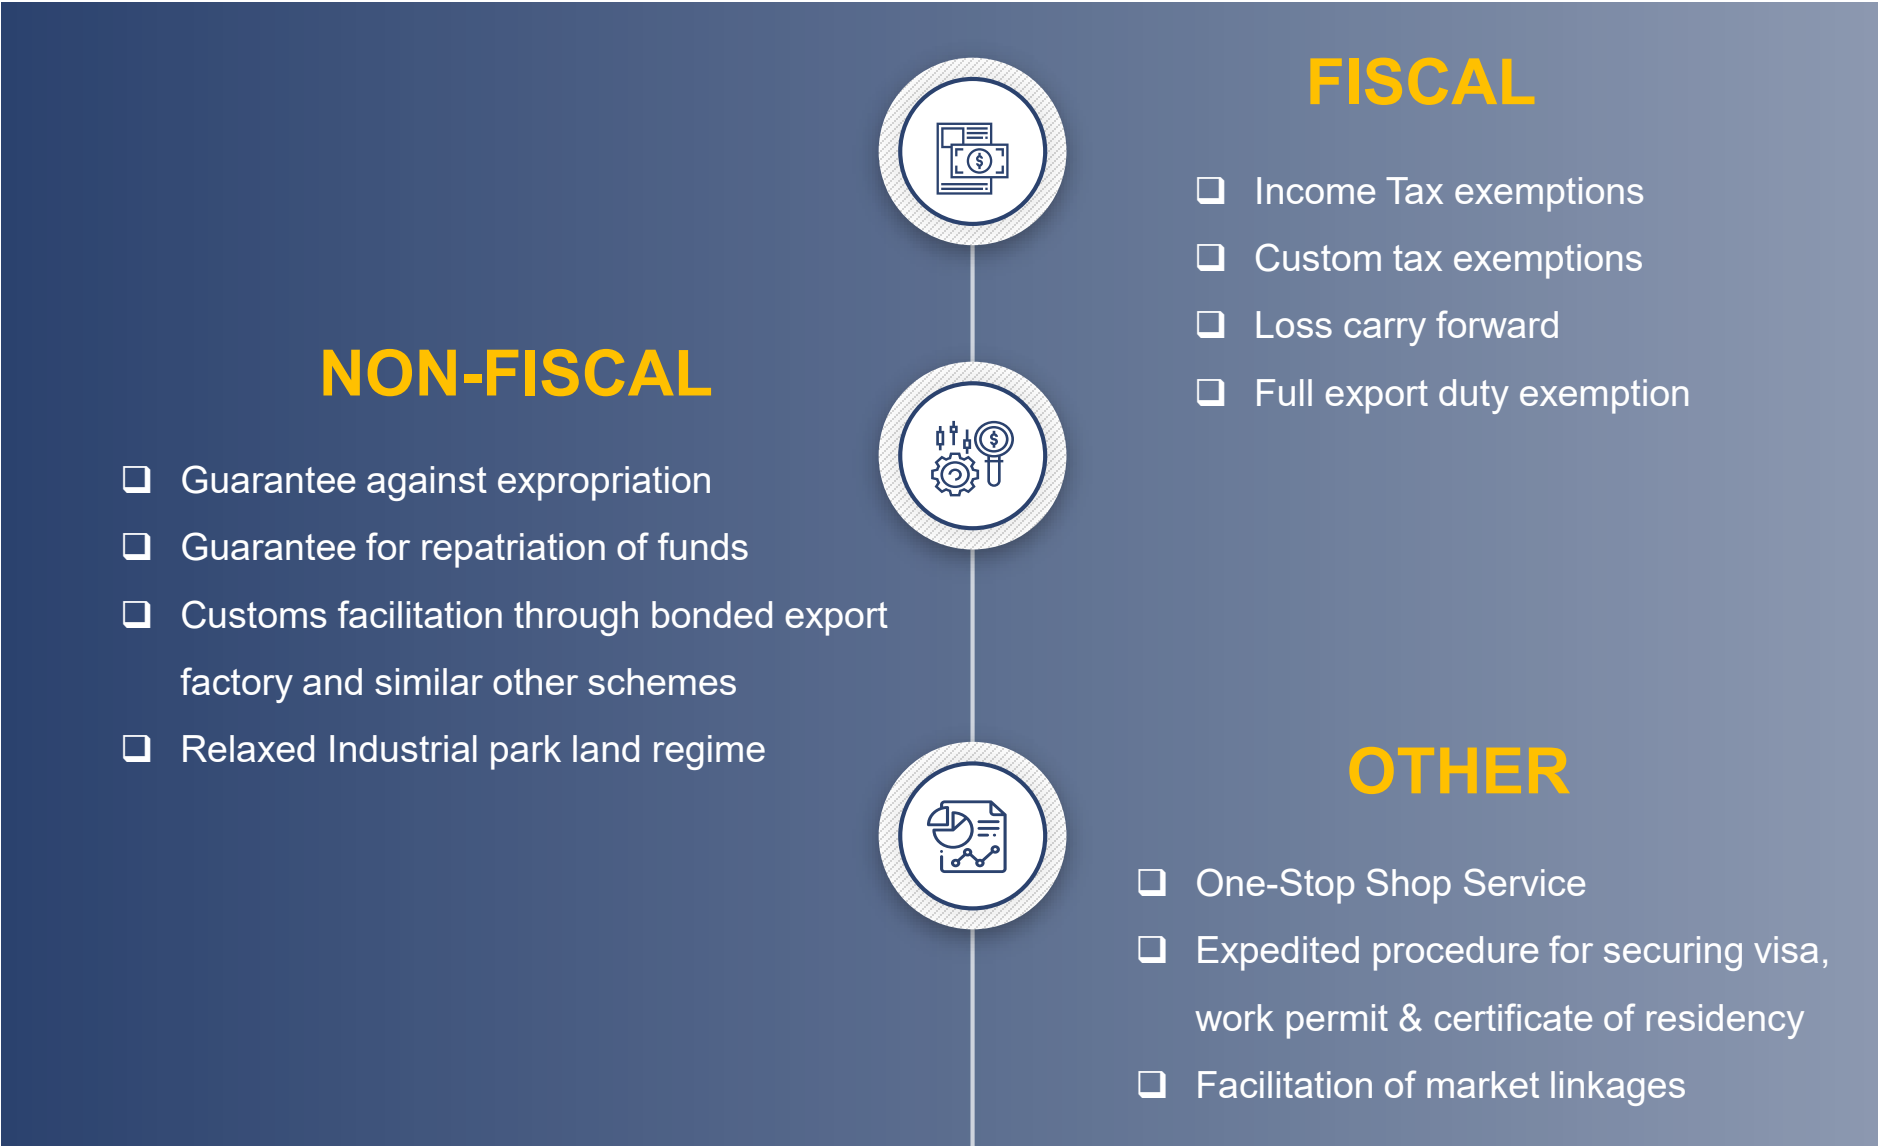 FISCAL
❑ Income Tax exemptions
❑ Custom tax exemptions
❑ Loss carry forward
❑ Full export duty exemption
NON-FISCAL
❑ Guarantee against expropriation
❑ Guarantee for repatriation of funds
❑ Customs facilitation through bonded export
factory and similar other schemes
❑ Relaxed Industrial park land regime
OTHER
❑ One-Stop Shop Service
❑ Expedited procedure for securing visa,
work permit & certificate of residency
❑ Facilitation of market linkages